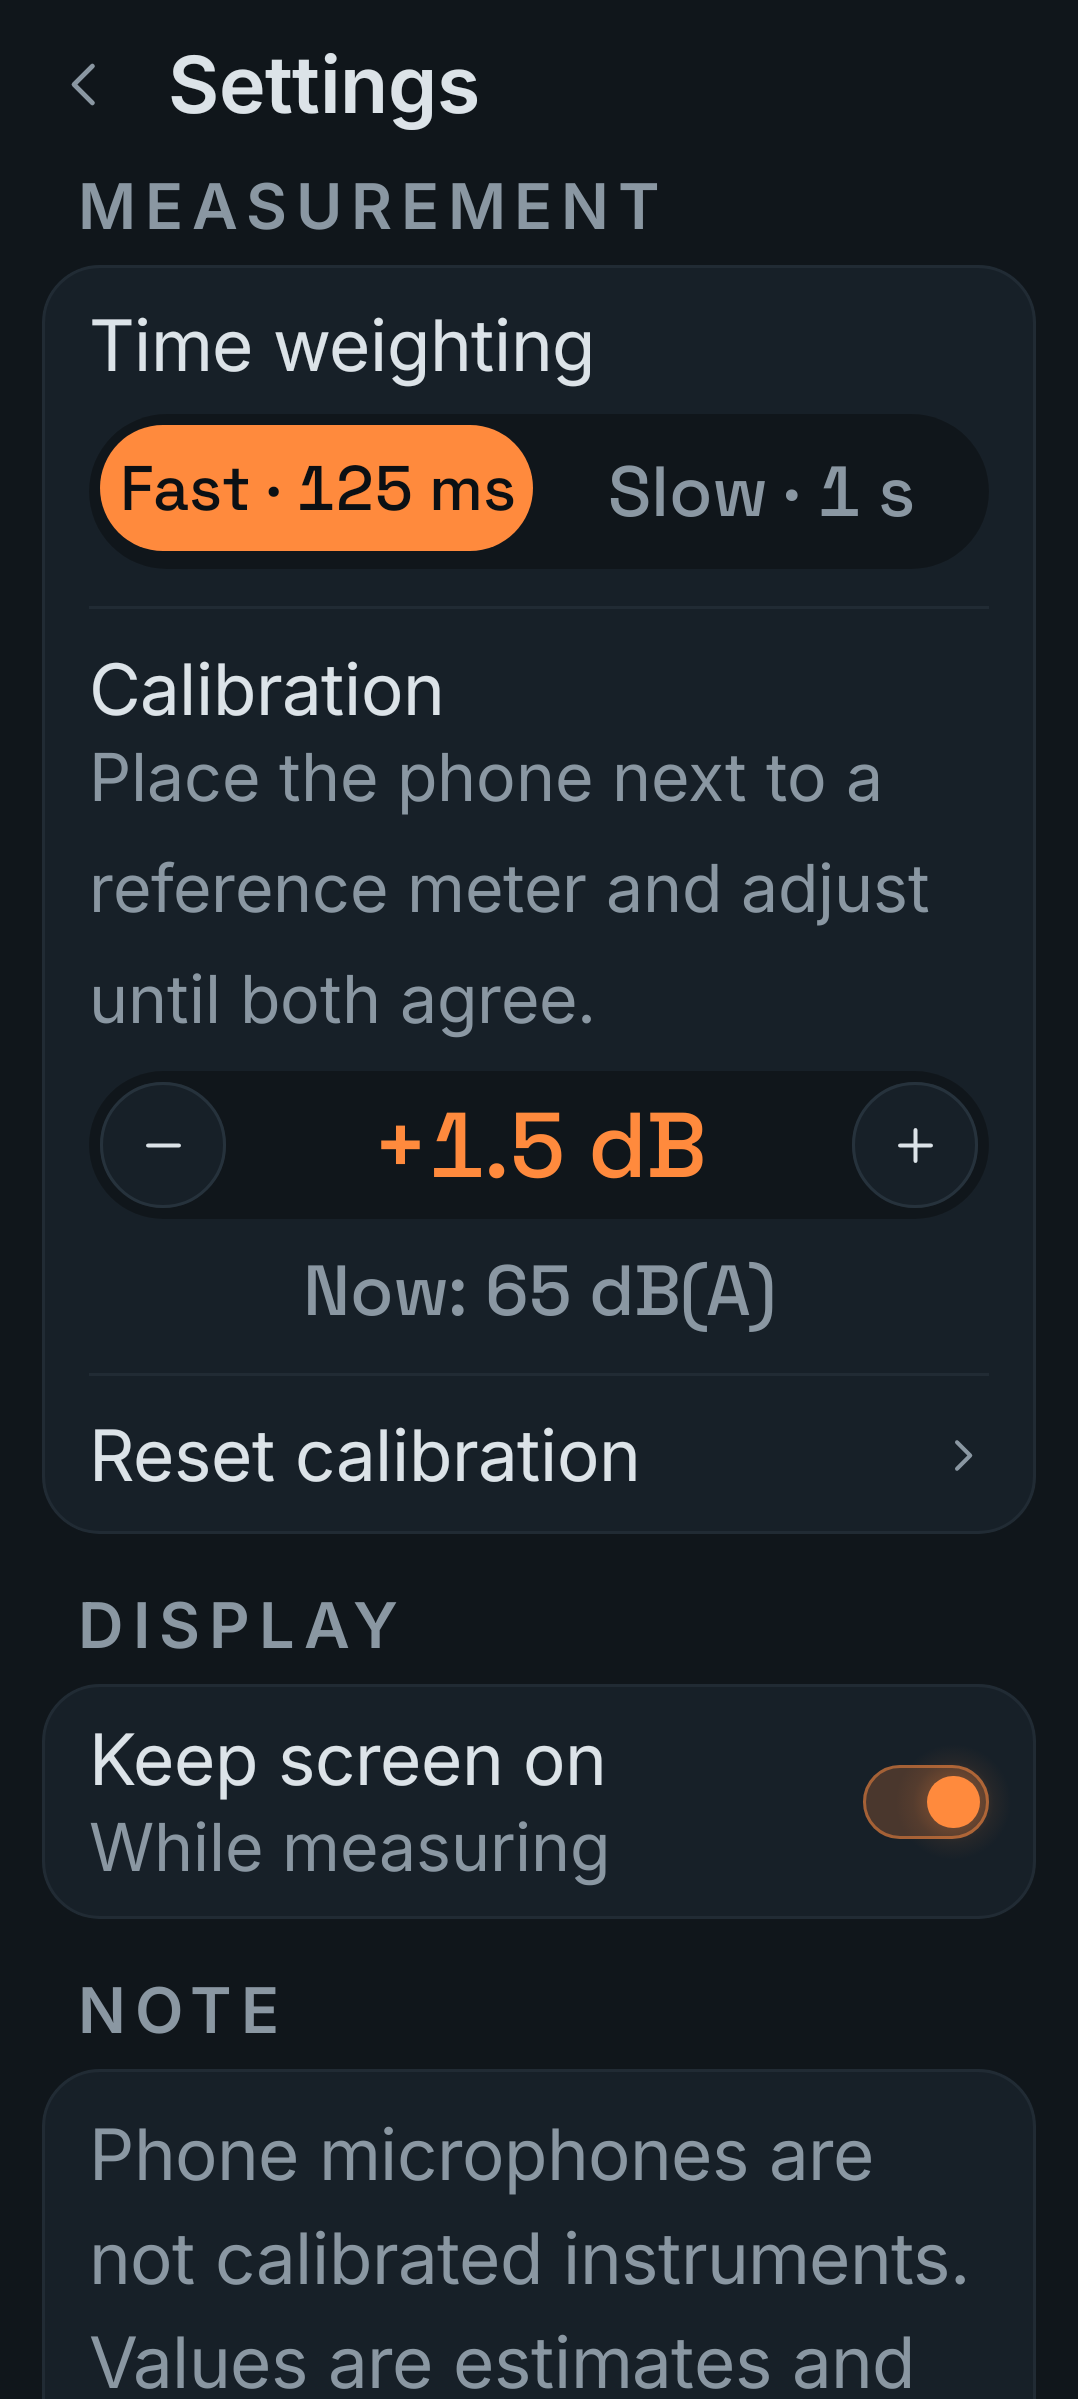 Settings
MEASUREMENT
Time weighting
Fast · 125 ms
Slow · 1 s
Calibration
Place the phone next to a
reference meter and adjust
until both agree.
+1.5 dB
Now: 65 dB(A)
Reset calibration
DISPLAY
Keep screen on
While measuring
NOTE
Phone microphones are
not calibrated instruments.
Values are estimates and